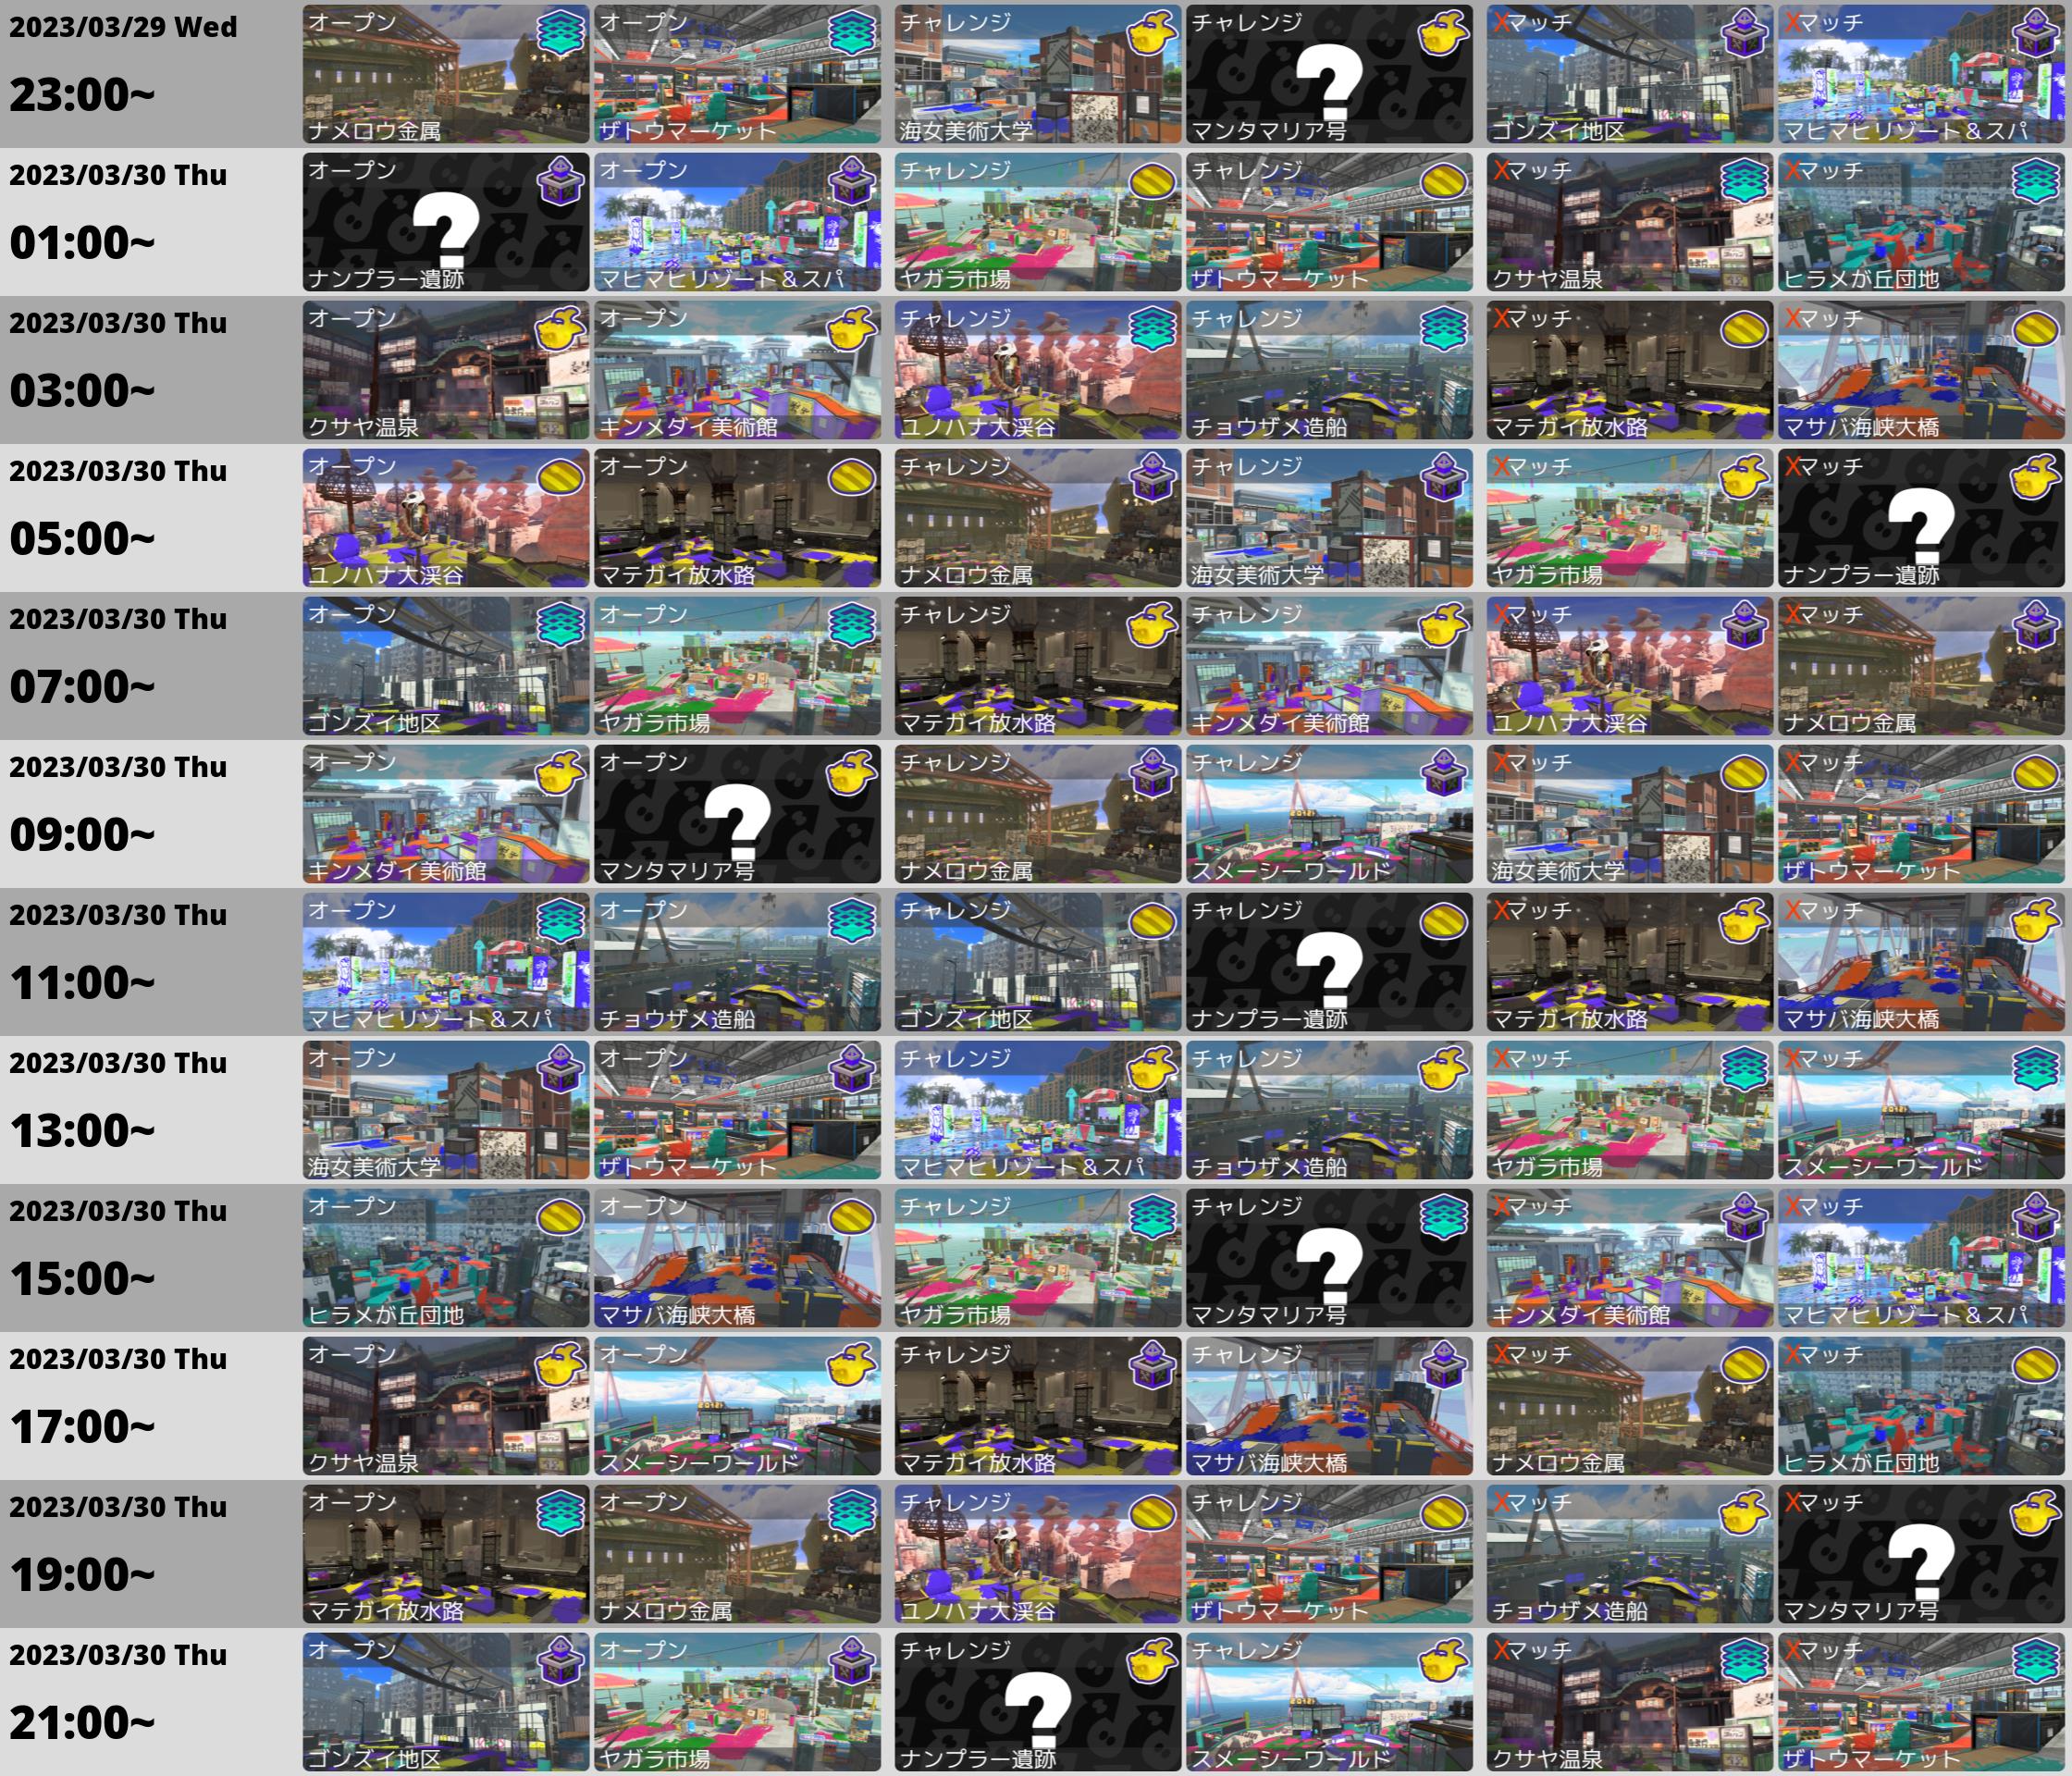 2023/03/29 Wed
23:00~
オープン オープン チャレンジ チャレンジ Xマッチ Xマッチ
ナメロウ金属 ザトウマーケット 海女美術大学 マンタマリア号 ゴンズイ地区 マヒマヒリゾート＆スパ
2023/03/30 Thu
01:00~
オープン オープン チャレンジ チャレンジ Xマッチ Xマッチ
ナンプラー遺跡 マヒマヒリゾート＆スパ ヤガラ市場 ザトウマーケット クサヤ温泉 ヒラメが丘団地
2023/03/30 Thu
03:00~
オープン オープン チャレンジ チャレンジ Xマッチ Xマッチ
クサヤ温泉 キンメダイ美術館 ユノハナ大渓谷 チョウザメ造船 マテガイ放水路 マサバ海峡大橋
2023/03/30 Thu
05:00~
オープン オープン チャレンジ チャレンジ Xマッチ Xマッチ
ユノハナ大渓谷 マテガイ放水路 ナメロウ金属 海女美術大学 ヤガラ市場 ナンプラー遺跡
2023/03/30 Thu
07:00~
オープン オープン チャレンジ チャレンジ Xマッチ Xマッチ
ゴンズイ地区 ヤガラ市場 マテガイ放水路 キンメダイ美術館 ユノハナ大渓谷 ナメロウ金属
2023/03/30 Thu
09:00~
オープン オープン チャレンジ チャレンジ Xマッチ Xマッチ
キンメダイ美術館 マンタマリア号 ナメロウ金属 スメーシーワールド 海女美術大学 ザトウマーケット
2023/03/30 Thu
11:00~
オープン オープン チャレンジ チャレンジ Xマッチ Xマッチ
マヒマヒリゾート＆スパ チョウザメ造船 ゴンズイ地区 ナンプラー遺跡 マテガイ放水路 マサバ海峡大橋
2023/03/30 Thu
13:00~
オープン オープン チャレンジ チャレンジ Xマッチ Xマッチ
海女美術大学 ザトウマーケット マヒマヒリゾート＆スパ チョウザメ造船 ヤガラ市場 スメーシーワールド
2023/03/30 Thu
15:00~
オープン オープン チャレンジ チャレンジ Xマッチ Xマッチ
ヒラメが丘団地 マサバ海峡大橋 ヤガラ市場 マンタマリア号 キンメダイ美術館 マヒマヒリゾート＆スパ
2023/03/30 Thu
17:00~
オープン オープン チャレンジ チャレンジ Xマッチ Xマッチ
クサヤ温泉 スメーシーワールド マテガイ放水路 マサバ海峡大橋 ナメロウ金属 ヒラメが丘団地
2023/03/30 Thu
19:00~
オープン オープン チャレンジ チャレンジ Xマッチ Xマッチ
マテガイ放水路 ナメロウ金属 ユノハナ大渓谷 ザトウマーケット チョウザメ造船 マンタマリア号
2023/03/30 Thu
21:00~
オープン オープン チャレンジ チャレンジ Xマッチ Xマッチ
ゴンズイ地区 ヤガラ市場 ナンプラー遺跡 スメーシーワールド クサヤ温泉 ザトウマーケット